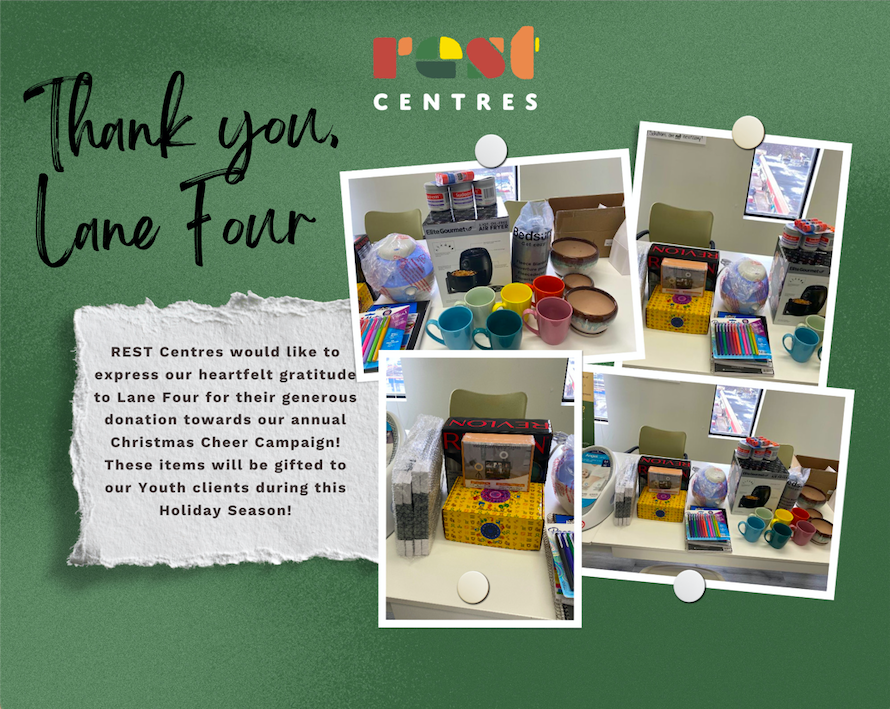 rest
CENTRES
Thank you,
Lane Four
REST Centres would like to
express our heartfelt gratitude
to Lane Four for their generous
donation towards our annual
Christmas Cheer Campaign!
These items will be gifted to
our Youth clients during this
Holiday Season!
Elite Gourmet
AIR FRYER
Bedsure
REVLON
REVLON
REVLON